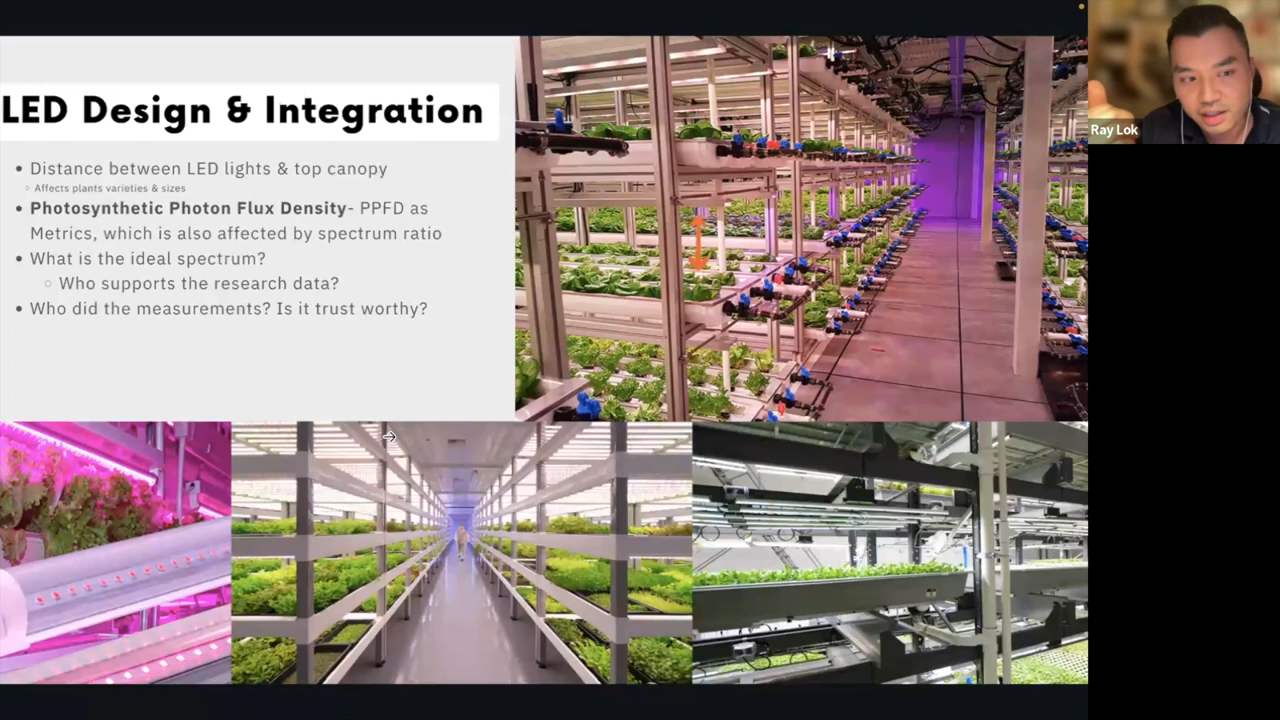 LED Design & Integration
• Distance between LED lights & top canopy
○ Affects plants varieties & sizes
• Photosynthetic Photon Flux Density- PPFD as
Metrics, which is also affected by spectrum ratio
• What is the ideal spectrum?
○ Who supports the research data?
• Who did the measurements? Is it trust worthy?
Ray Lok